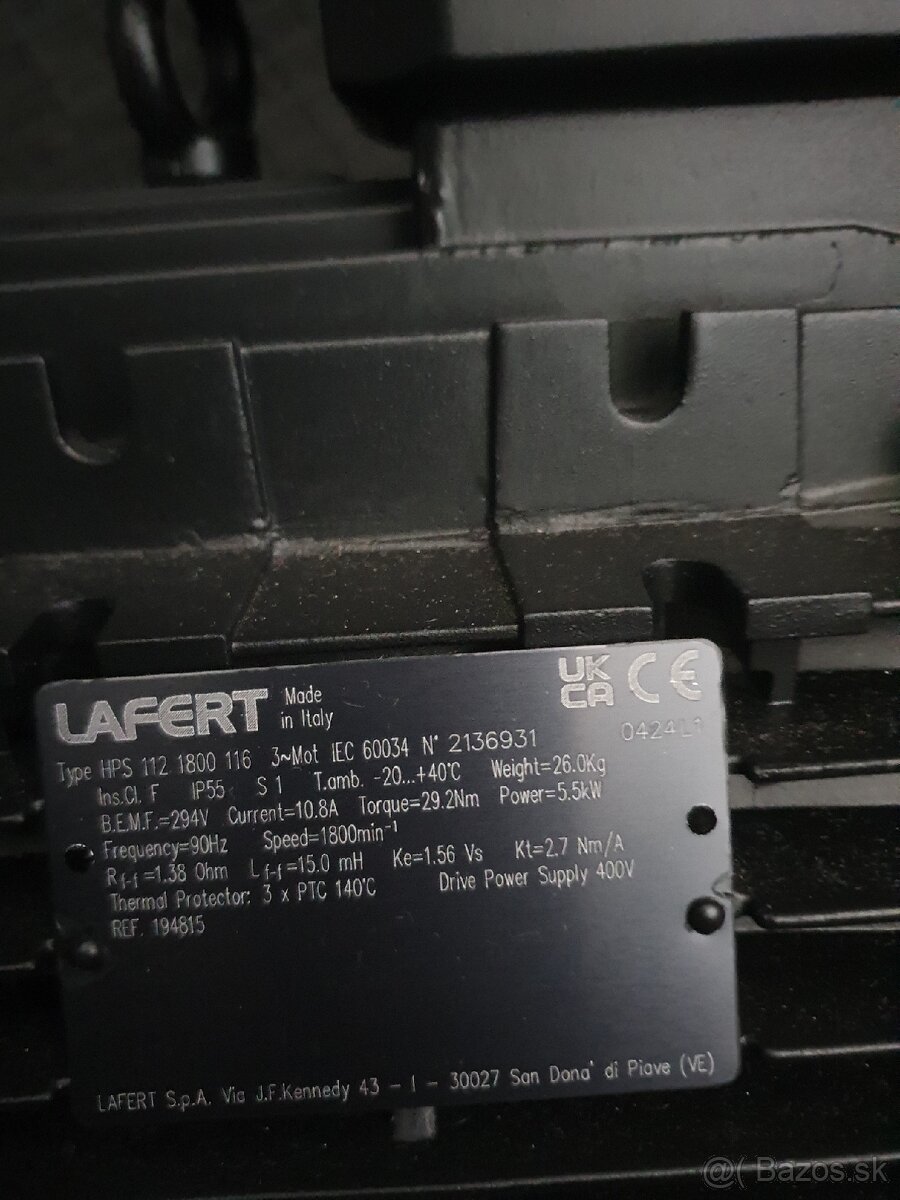 LAFERT Made in Italy UK CA CE
0424L1
Type HPS 112 1800 116 3~Mot IEC 60034 N° 2136931
Ins.Cl. F IP55 S 1 T.amb. -20...+40°C Weight=26.0Kg
B.E.M.F.=294V Current=10.8A Torque=29.2Nm Power=5.5kW
Frequency=90Hz Speed=1800min⁻¹
R f-f =1.38 Ohm L f-f =15.0 mH Ke=1.56 Vs Kt=2.7 Nm/A
Thermal Protector: 3 x PTC 140°C Drive Power Supply 400V
REF. 194815
LAFERT S.p.A. Via J.F.Kennedy 43 - I - 30027 San Dona' di Piave (VE)
@( Bazos.sk